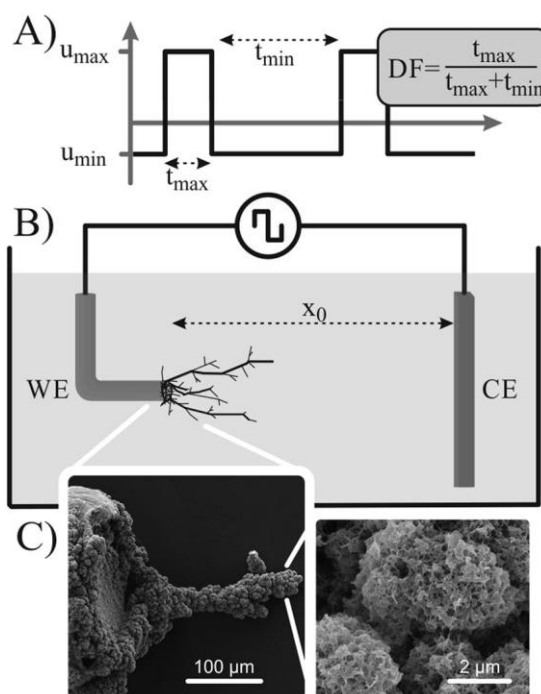 A)
u_max
t_min
DF= t_max / t_max+t_min
u_min
t_max
B)
x_0
WE
CE
C)
100 µm
2 µm